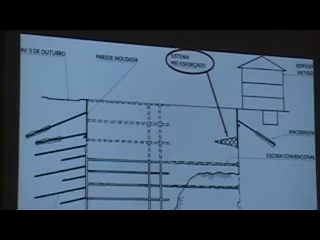 AV. 5 DE OUTUBRO
PAREDE MOLDADA
SISTEMA
PRÉ-ESFORÇADO
EDIFÍCIO
ANTIGO
ANCORAGEM
ESCORA CONVENCIONAL